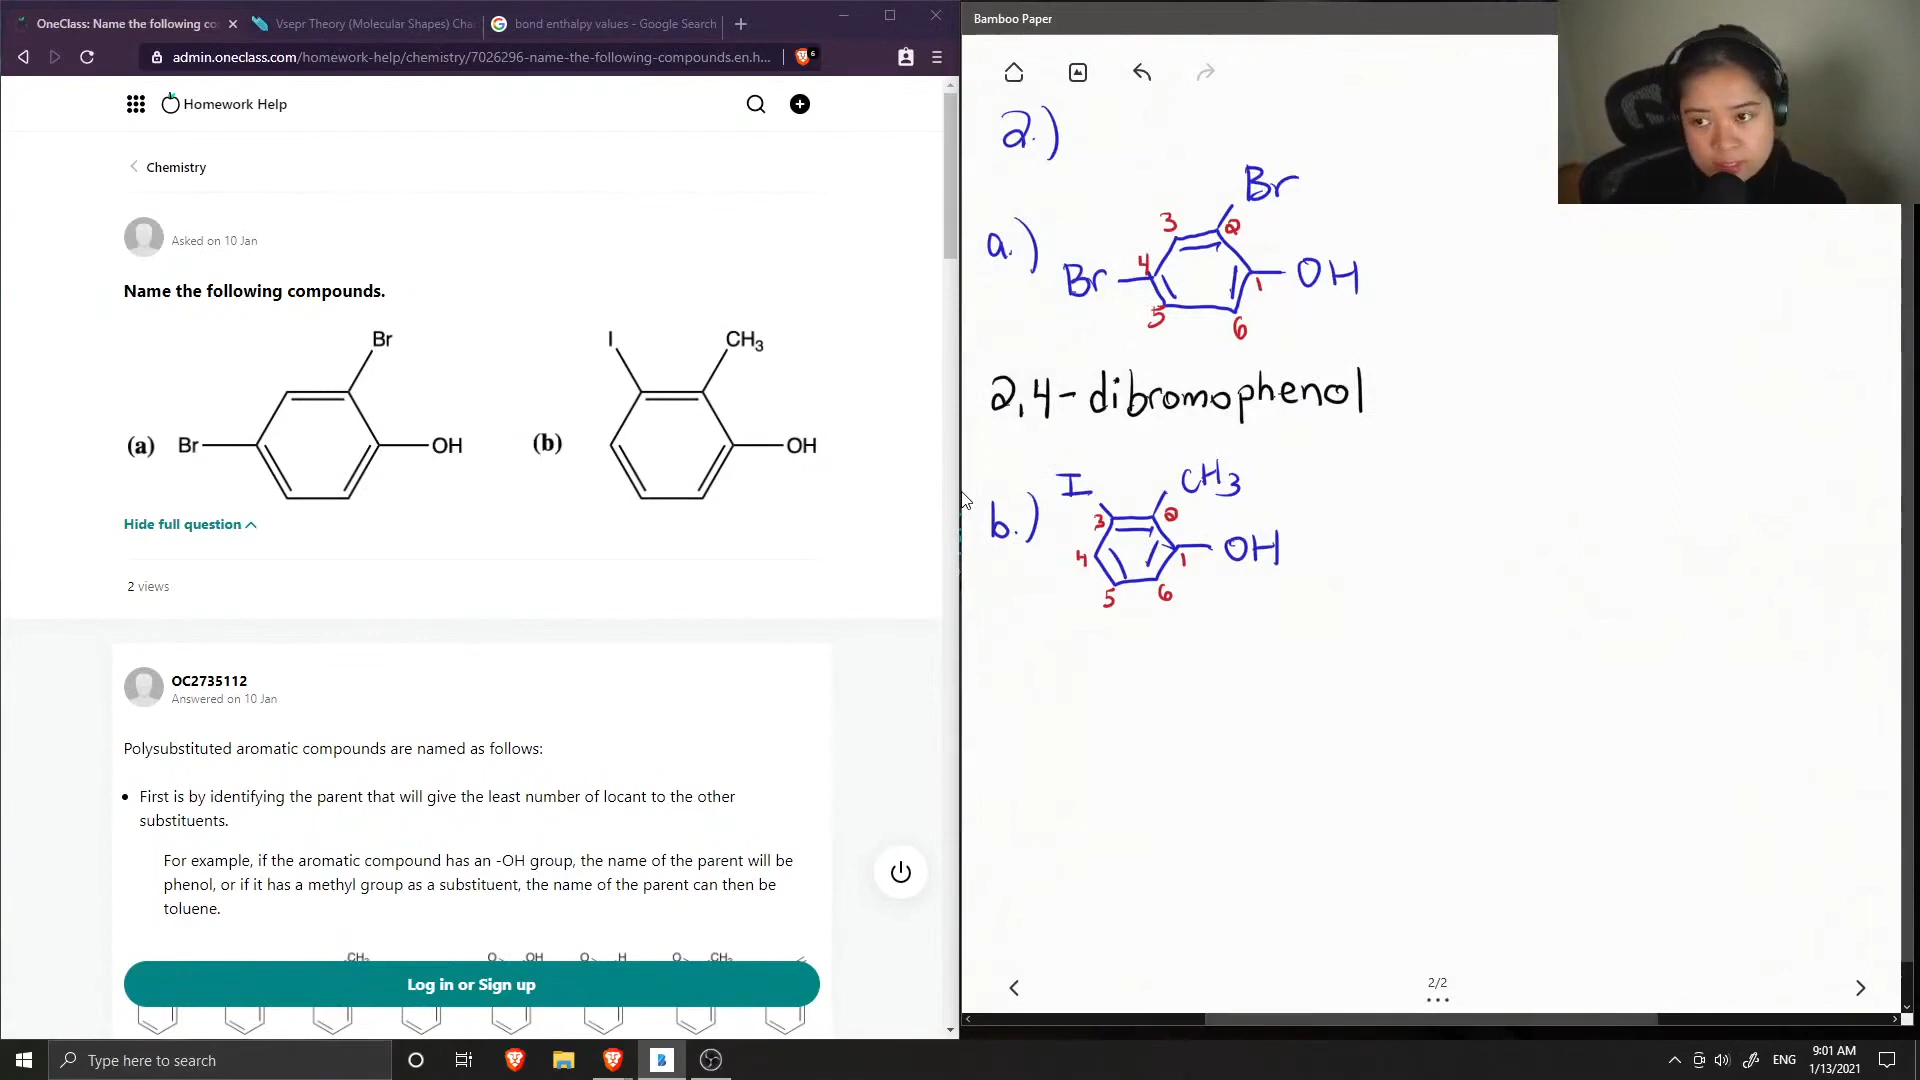 OneClass: Name the following co
Vsepr Theory (Molecular Shapes) Cha
bond enthalpy values - Google Search
Bamboo Paper
admin.oneclass.com/homework-help/chemistry/7026296-name-the-following-compounds.en.h...
6
Homework Help
Chemistry
Asked on 10 Jan
Name the following compounds.
(a) Br Br OH
(b) I CH3 OH
Hide full question
2 views
OC2735112
Answered on 10 Jan
Polysubstituted aromatic compounds are named as follows:
• First is by identifying the parent that will give the least number of locant to the other
substituents.
For example, if the aromatic compound has an -OH group, the name of the parent will be
phenol, or if it has a methyl group as a substituent, the name of the parent can then be
toluene.
CH O OH O H O CH
Log in or Sign up
2.)
Br
3 2
a.) Br 4 1 OH
5 6
2,4-dibromophenol
I CH3
b.) 3 2
4 1 OH
5 6
2/2
Type here to search
ENG
9:01 AM
1/13/2021